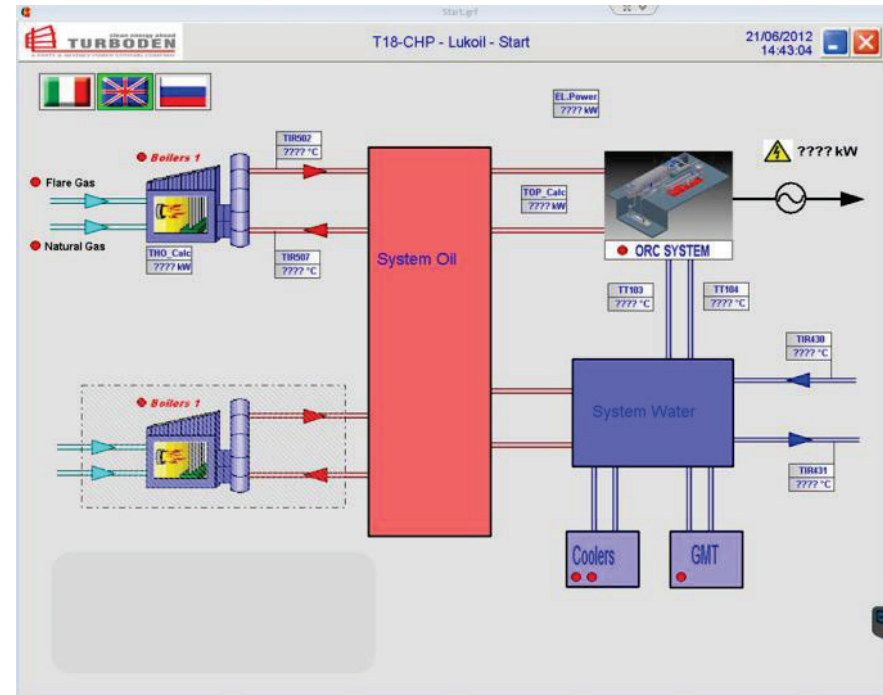 Start.grf
clean energy ahead
TURBODEN
T18-CHP - Lukoil - Start
21/06/2012
14:43:04
EL.Power
???? kW
TIR502
???? °C
Boilers 1
Flare Gas
Natural Gas
THO_Calc
???? kW
TIR507
???? °C
System Oil
TOP_Calc
???? kW
???? kW
ORC SYSTEM
TT103
???? °C
TT104
???? °C
TIR430
???? °C
Boilers 1
System Water
TIR431
???? °C
Coolers
GMT